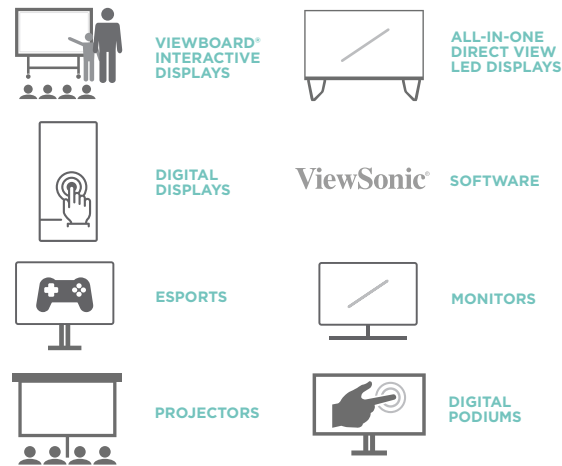 VIEWBOARD®
INTERACTIVE
DISPLAYS
ALL-IN-ONE
DIRECT VIEW
LED DISPLAYS
DIGITAL
DISPLAYS
ViewSonic®
SOFTWARE
ESPORTS
MONITORS
PROJECTORS
DIGITAL
PODIUMS